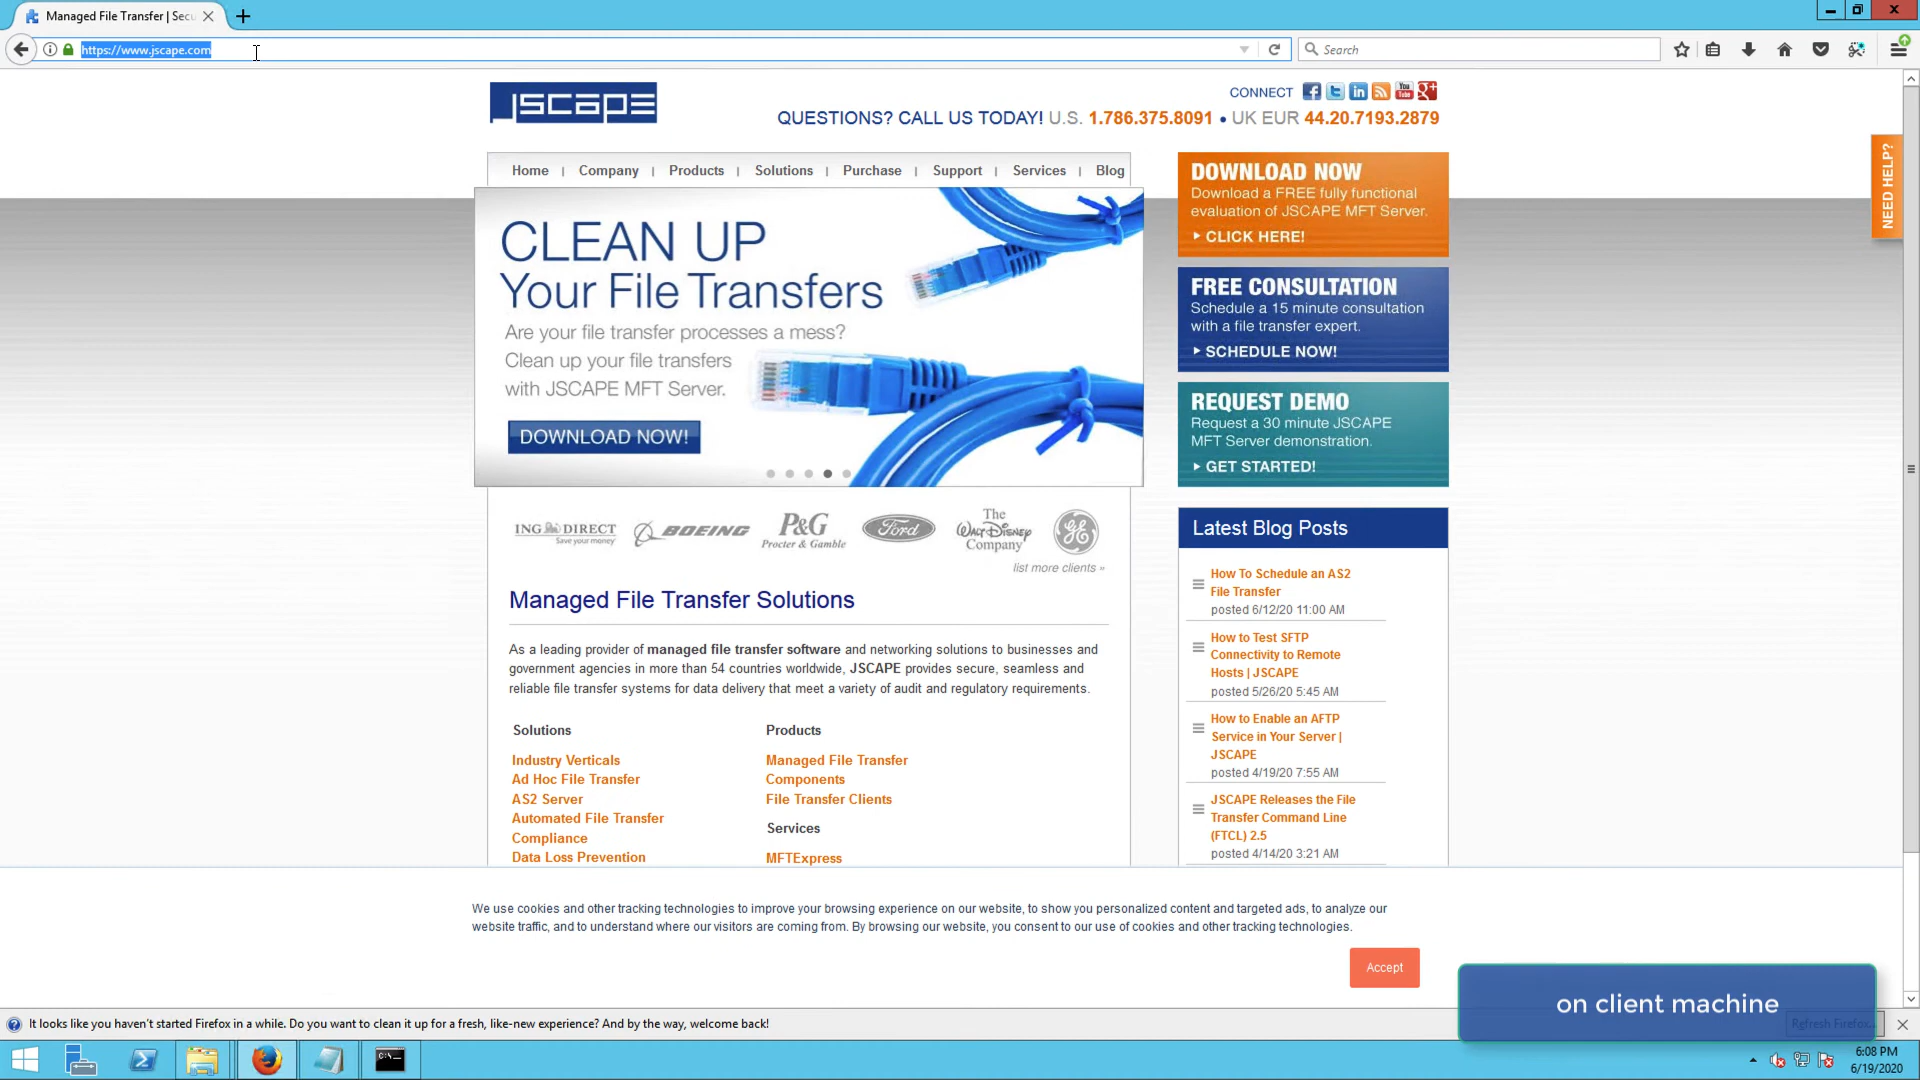 Managed File Transfer | Secu
https://www.jscape.com
Search
jscape
CONNECT
You Tube
QUESTIONS? CALL US TODAY! U.S. 1.786.375.8091 • UK EUR 44.20.7193.2879
Home | Company | Products | Solutions | Purchase | Support | Services | Blog
CLEAN UP
Your File Transfers
Are your file transfer processes a mess?
Clean up your file transfers
with JSCAPE MFT Server.
DOWNLOAD NOW!
DOWNLOAD NOW
Download a FREE fully functional
evaluation of JSCAPE MFT Server.
CLICK HERE!
FREE CONSULTATION
Schedule a 15 minute consultation
with a file transfer expert.
SCHEDULE NOW!
REQUEST DEMO
Request a 30 minute JSCAPE
MFT Server demonstration.
GET STARTED!
NEED HELP?
ING DIRECT
Save your money
BOEING
P&G
Procter & Gamble
Ford
The
Walt Disney
Company
GE
list more clients »
Managed File Transfer Solutions
As a leading provider of managed file transfer software and networking solutions to businesses and
government agencies in more than 54 countries worldwide, JSCAPE provides secure, seamless and
reliable file transfer systems for data delivery that meet a variety of audit and regulatory requirements.
Solutions
Industry Verticals
Ad Hoc File Transfer
AS2 Server
Automated File Transfer
Compliance
Data Loss Prevention
Products
Managed File Transfer
Components
File Transfer Clients
Services
MFTExpress
Latest Blog Posts
How To Schedule an AS2
File Transfer
posted 6/12/20 11:00 AM
How to Test SFTP
Connectivity to Remote
Hosts | JSCAPE
posted 5/26/20 5:45 AM
How to Enable an AFTP
Service in Your Server |
JSCAPE
posted 4/19/20 7:55 AM
JSCAPE Releases the File
Transfer Command Line
(FTCL) 2.5
posted 4/14/20 3:21 AM
We use cookies and other tracking technologies to improve your browsing experience on our website, to show you personalized content and targeted ads, to analyze our
website traffic, and to understand where our visitors are coming from. By browsing our website, you consent to our use of cookies and other tracking technologies.
Accept
on client machine
It looks like you haven't started Firefox in a while. Do you want to clean it up for a fresh, like-new experience? And by the way, welcome back!
Refresh Firefox...
6:08 PM
6/19/2020